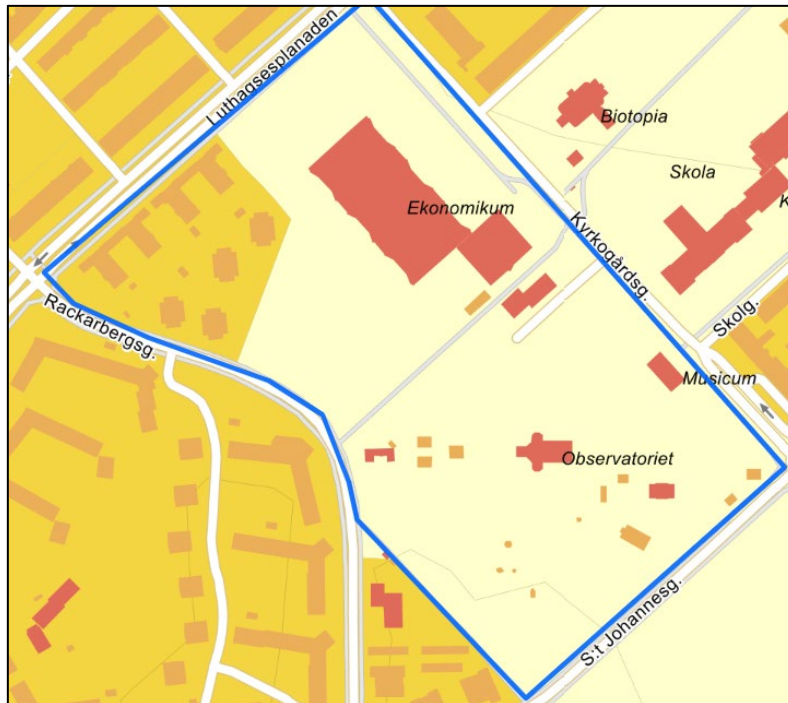 Luthagsesplanaden
Biotopia
Skola
Ekonomikum
K
Kyrkogårdsg.
Rackarbergsg.
Skolg.
Musicum
Observatoriet
S:t Johannesg.